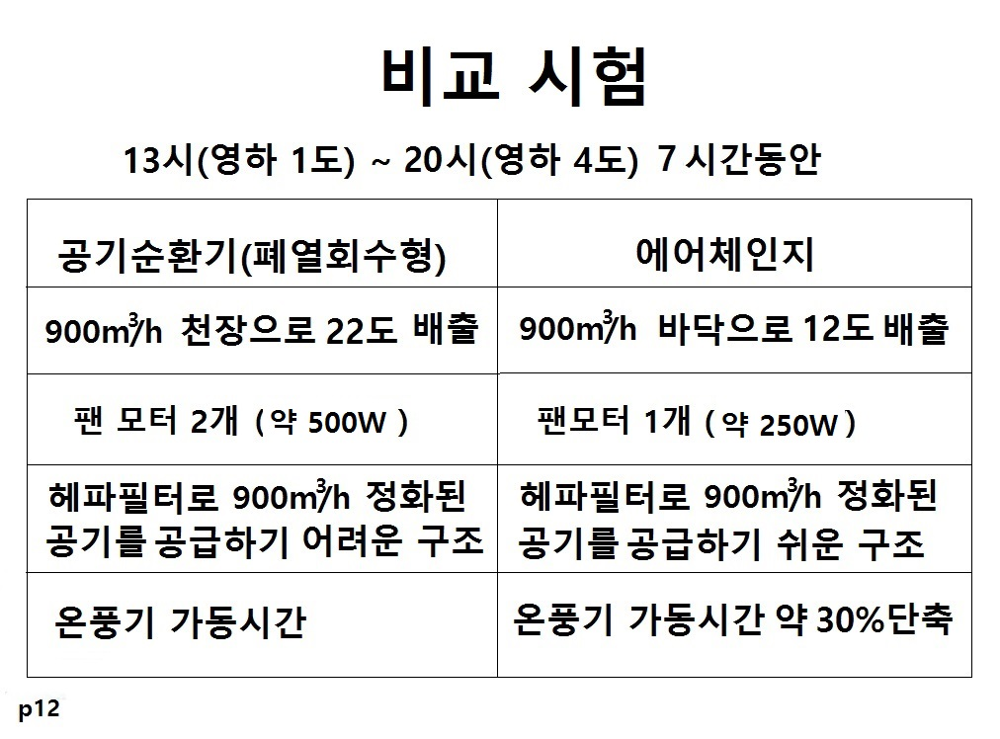 비교 시험
13시(영하 1도) ~ 20시(영하 4도) 7시간동안
공기순환기(폐열회수형)
에어체인지
900m³/h 천장으로 22도 배출
900m³/h 바닥으로 12도 배출
팬 모터 2개 (약 500W )
팬모터 1개 (약 250W)
헤파필터로 900m³/h 정화된
공기를 공급하기 어려운 구조
헤파필터로 900m³/h 정화된
공기를 공급하기 쉬운 구조
온풍기 가동시간
온풍기 가동시간 약 30%단축
p12